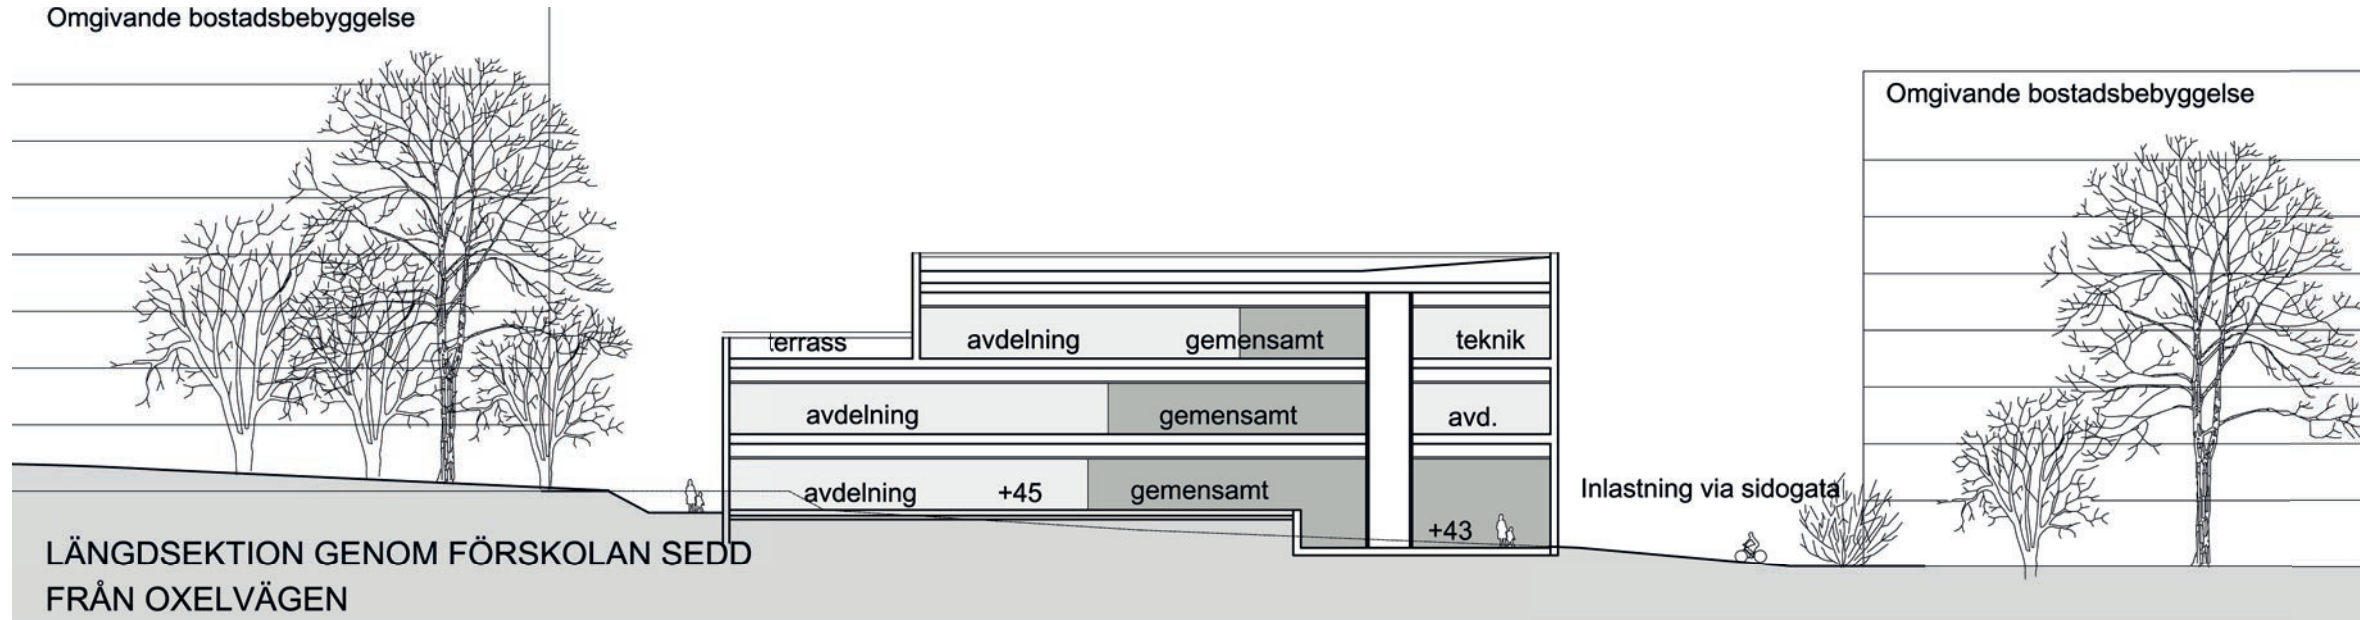 Omgivande bostadsbebyggelse
Omgivande bostadsbebyggelse
terrass avdelning gemensamt teknik
avdelning gemensamt avd.
avdelning +45 gemensamt Inlastning via sidogata
+43
LÄNGDSEKTION GENOM FÖRSKOLAN SEDD
FRÅN OXELVÄGEN